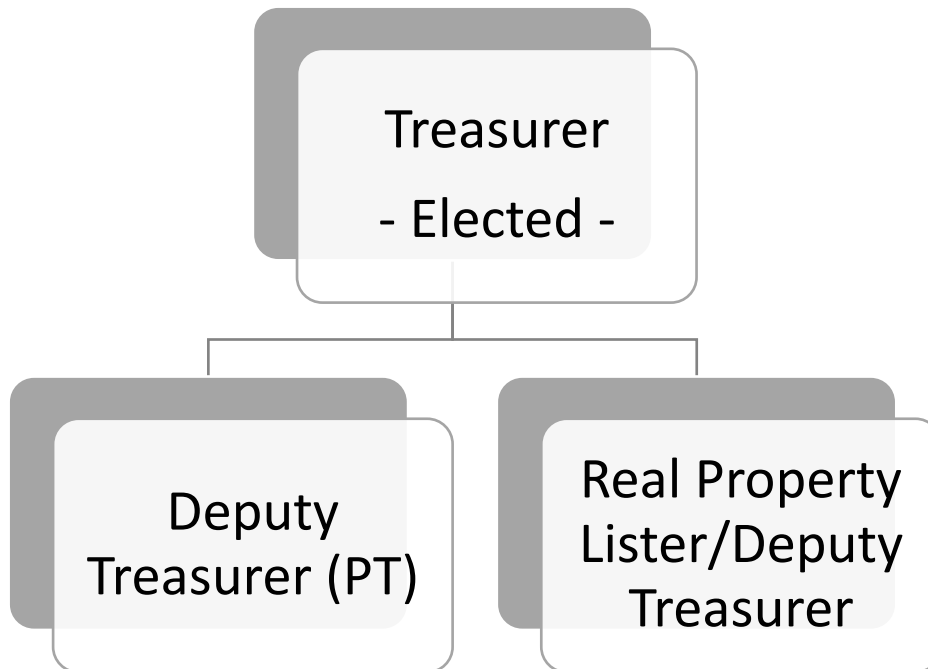 Treasurer
- Elected -
Deputy
Treasurer (PT)
Real Property
Lister/Deputy
Treasurer